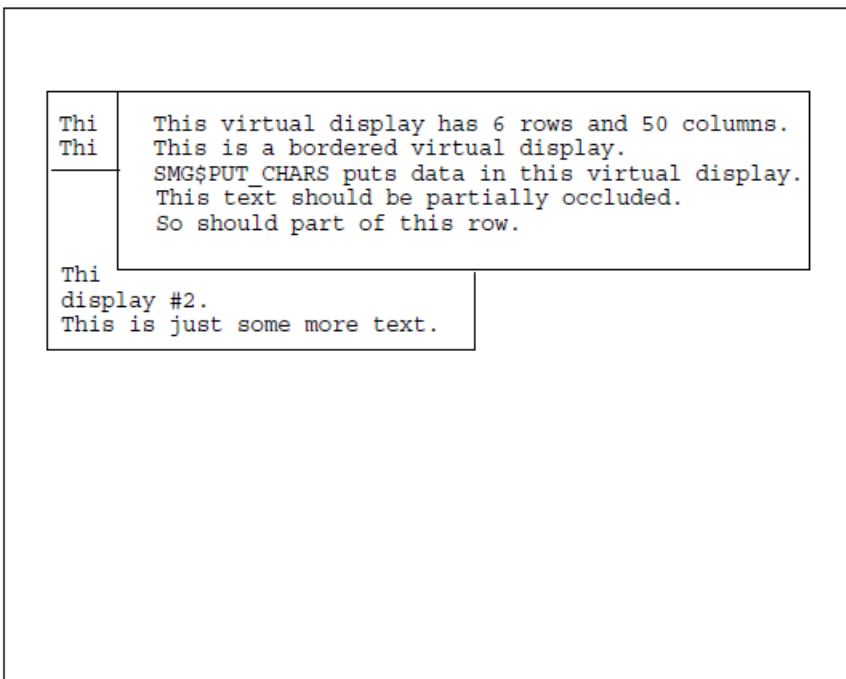 Thi This virtual display has 6 rows and 50 columns.
Thi This is a bordered virtual display.
SMG$PUT_CHARS puts data in this virtual display.
This text should be partially occluded.
So should part of this row.
Thi
display #2.
This is just some more text.